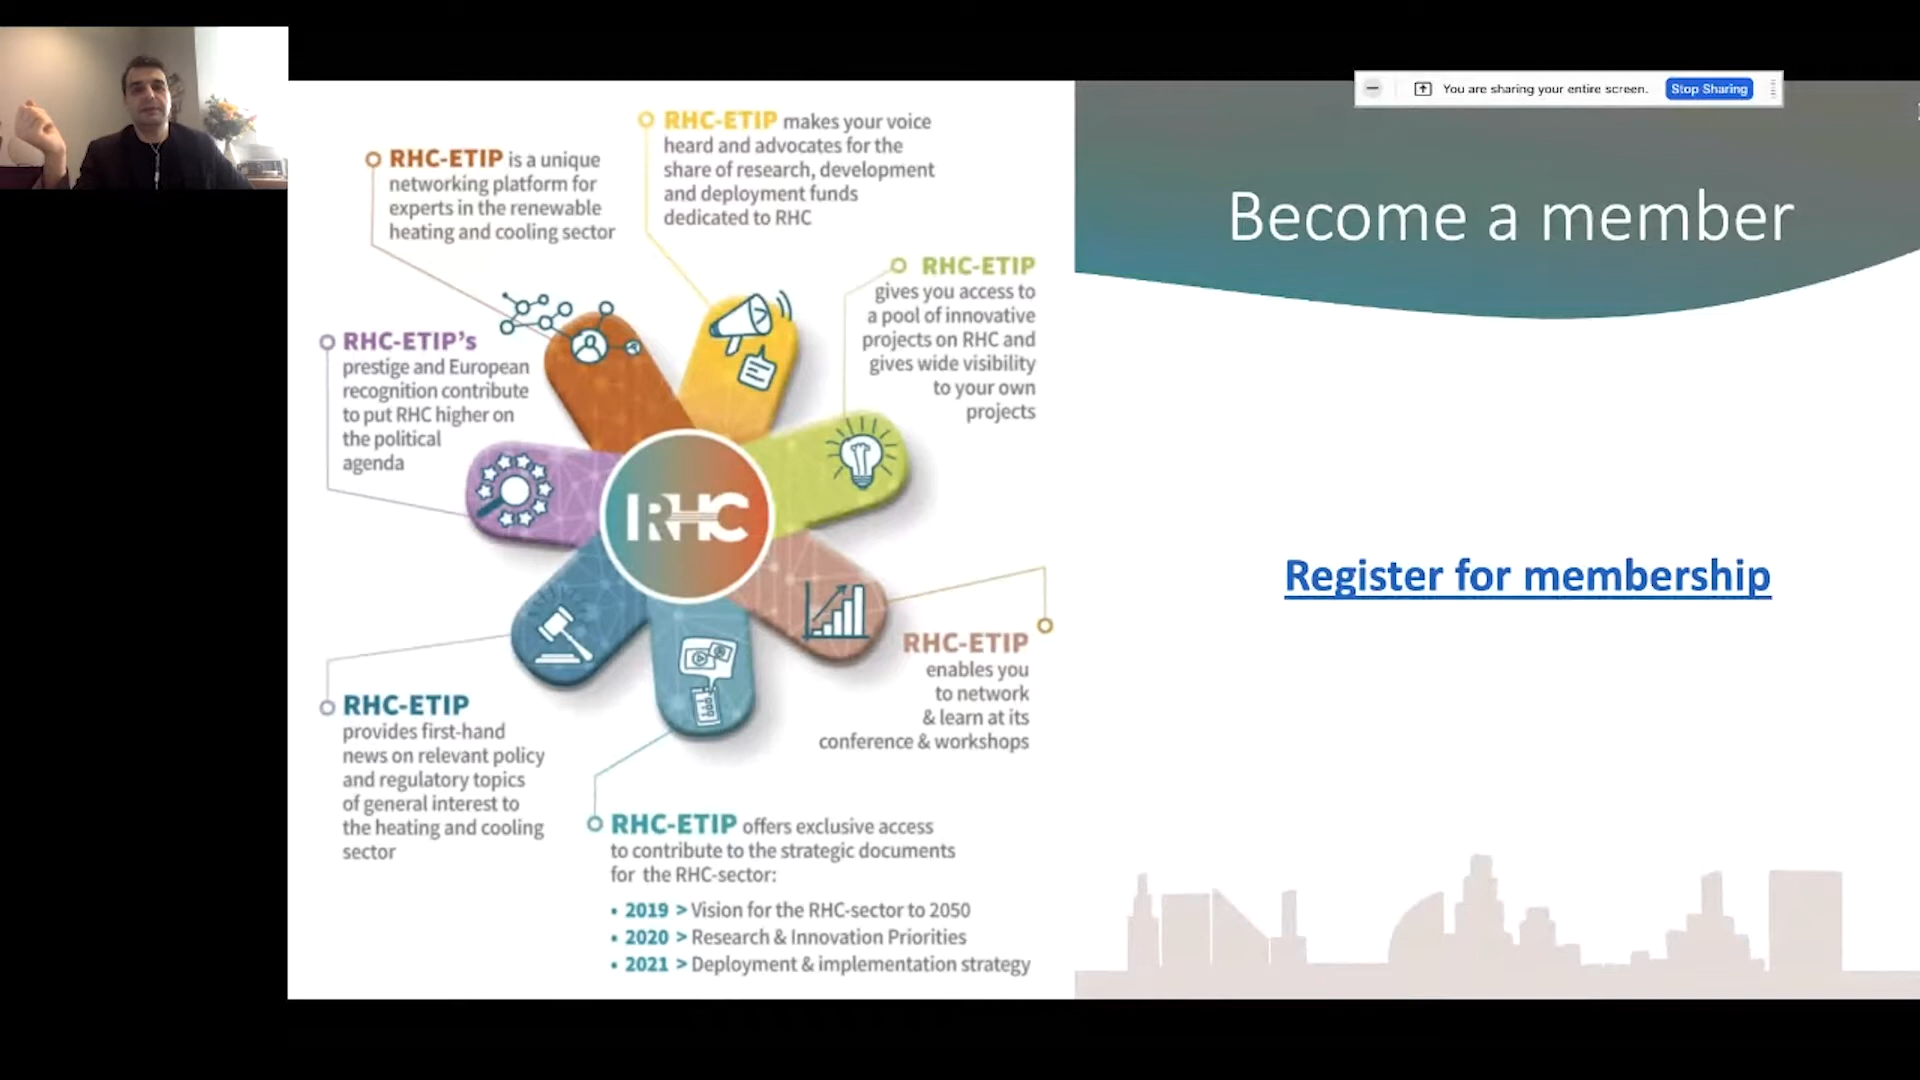 You are sharing your entire screen. Stop Sharing
RHC-ETIP makes your voice
heard and advocates for the
share of research, development
and deployment funds
dedicated to RHC
RHC-ETIP is a unique
networking platform for
experts in the renewable
heating and cooling sector
RHC-ETIP
gives you access to
a pool of innovative
projects on RHC and
gives wide visibility
to your own
projects
RHC-ETIP's
prestige and European
recognition contribute
to put RHC higher on
the political
agenda
RHC
RHC-ETIP
enables you
to network
& learn at its
conference & workshops
RHC-ETIP
provides first-hand
news on relevant policy
and regulatory topics
of general interest to
the heating and cooling
sector
RHC-ETIP offers exclusive access
to contribute to the strategic documents
for the RHC-sector:
• 2019 > Vision for the RHC-sector to 2050
• 2020 > Research & Innovation Priorities
• 2021 > Deployment & implementation strategy
Become a member
Register for membership